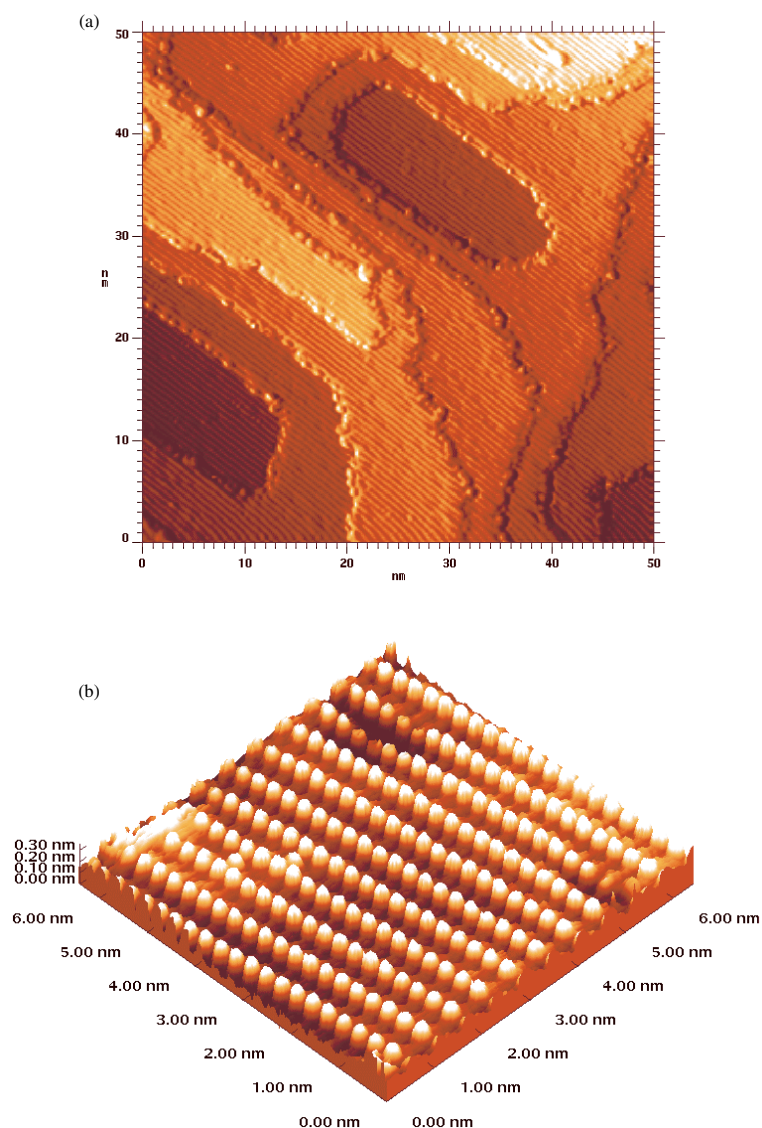 (a)
50
40
30
n
m
20
10
0
0 10 20 30 40 50
nm
(b)
0.30 nm
0.20 nm
0.10 nm
0.00 nm
6.00 nm 6.00 nm
5.00 nm 5.00 nm
4.00 nm 4.00 nm
3.00 nm 3.00 nm
2.00 nm 2.00 nm
1.00 nm 1.00 nm
0.00 nm 0.00 nm